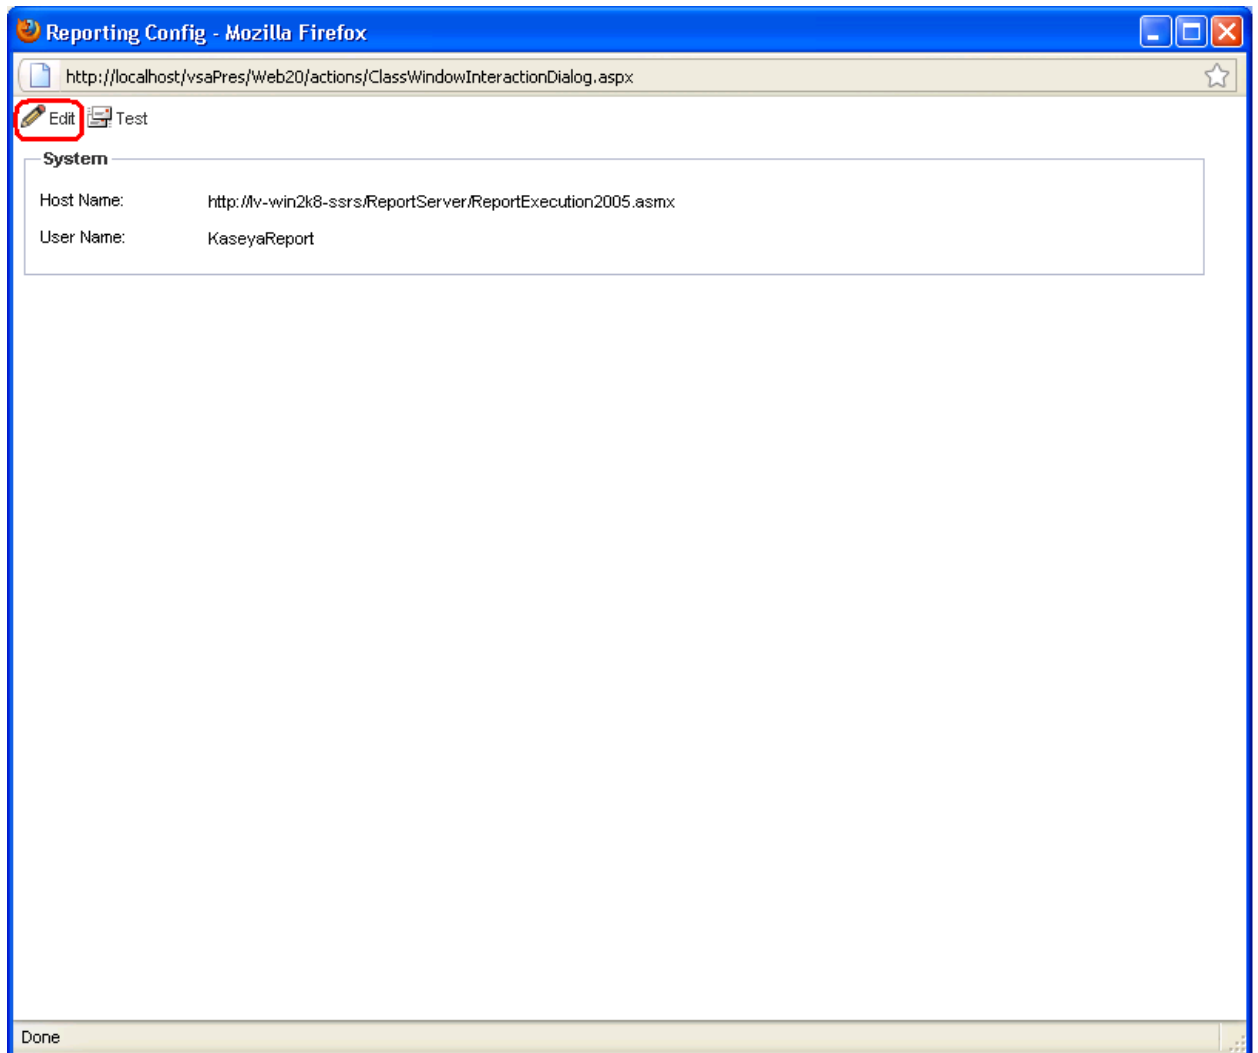 Reporting Config - Mozilla Firefox
http://localhost/vsaPres/Web20/actions/ClassWindowInteractionDialog.aspx
Edit Test
System
Host Name: http://lv-win2k8-ssrs/ReportServer/ReportExecution2005.asmx
User Name: KaseyaReport
Done